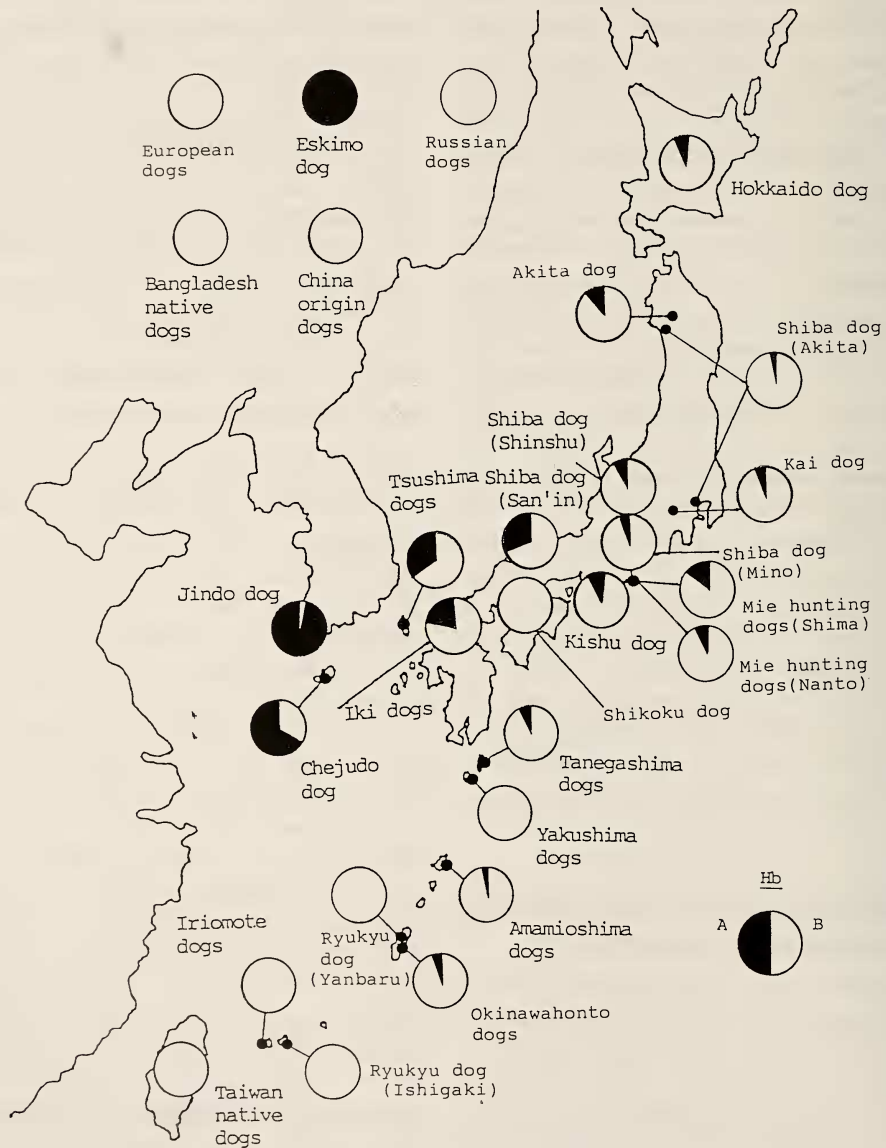 European
dogs
Eskimo
dog
Russian
dogs
Bangladesh
native
dogs
China
origin
dogs
Hokkaido dog
Akita dog
Shiba dog
(Akita)
Shiba dog
(Shinshu)
Kai dog
Tsushima
dogs
Shiba dog
(San'in)
Shiba dog
(Mino)
Jindo dog
Mie hunting
dogs(Shima)
Kishu dog
Mie hunting
dogs(Nanto)
Iki dogs
Shikoku dog
Chejudo
dog
Tanegashima
dogs
Yakushima
dogs
Hb
A
B
Iriomote
dogs
Ryukyu
dog
(Yanbaru)
Amamioshima
dogs
Okinawahonto
dogs
Ryukyu dog
(Ishigaki)
Taiwan
native
dogs